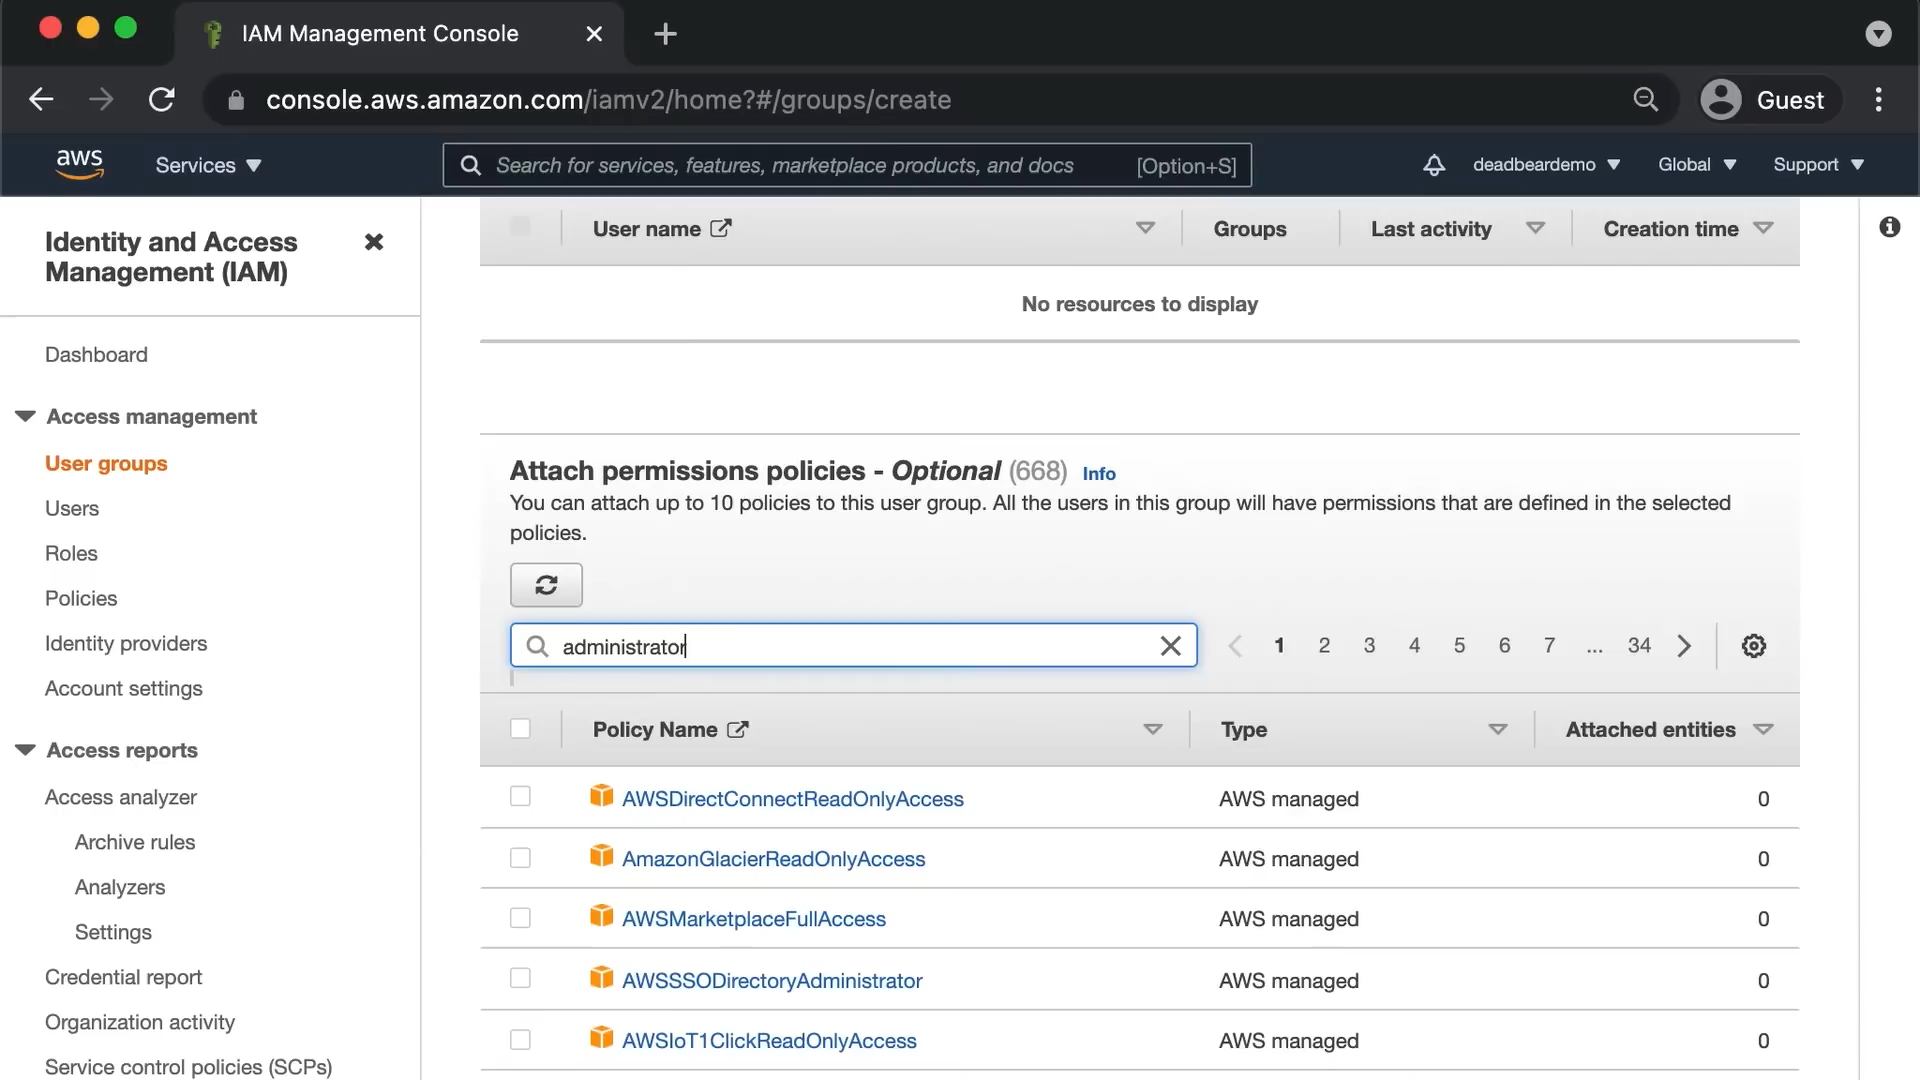 IAM Management Console
console.aws.amazon.com/iamv2/home?#/groups/create
Guest
aws
Services
Search for services, features, marketplace products, and docs [Option+S]
deadbeardemo
Global
Support
Identity and Access
Management (IAM)
Dashboard
Access management
User groups
Users
Roles
Policies
Identity providers
Account settings
Access reports
Access analyzer
Archive rules
Analyzers
Settings
Credential report
Organization activity
Service control policies (SCPs)
User name Groups Last activity Creation time
No resources to display
Attach permissions policies - Optional (668) Info
You can attach up to 10 policies to this user group. All the users in this group will have permissions that are defined in the selected
policies.
administrator
1 2 3 4 5 6 7 ... 34
Policy Name Type Attached entities
AWSDirectConnectReadOnlyAccess AWS managed 0
AmazonGlacierReadOnlyAccess AWS managed 0
AWSMarketplaceFullAccess AWS managed 0
AWSSSODirectoryAdministrator AWS managed 0
AWSIoT1ClickReadOnlyAccess AWS managed 0